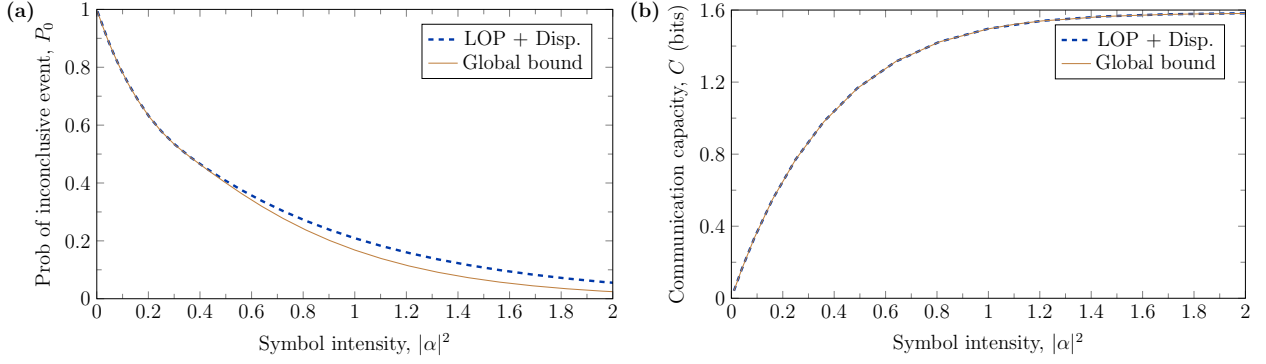 (a)
Prob of inconclusive event, P₀
1
0.8
0.6
0.4
0.2
0
0 0.2 0.4 0.6 0.8 1 1.2 1.4 1.6 1.8 2
Symbol intensity, |α|²
LOP + Disp.
Global bound
(b)
Communication capacity, C (bits)
1.6
1.2
0.8
0.4
0
0 0.2 0.4 0.6 0.8 1 1.2 1.4 1.6 1.8 2
Symbol intensity, |α|²
LOP + Disp.
Global bound